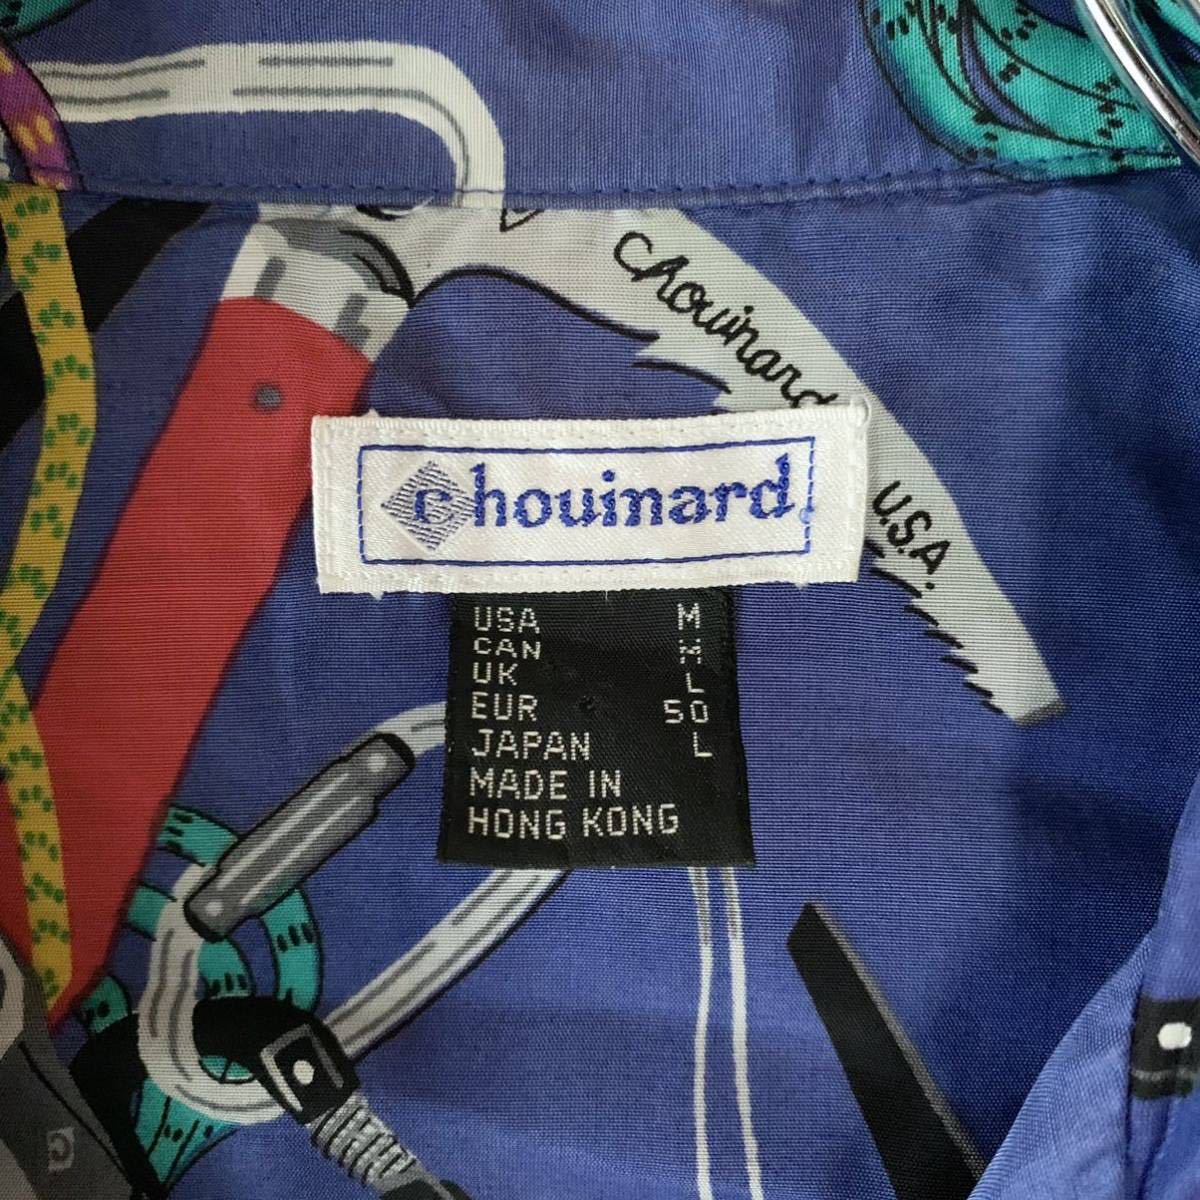 chouinard
U.S.A.
chouinard
USA M
CAN M
UK L
EUR 50
JAPAN L
MADE IN
HONG KONG